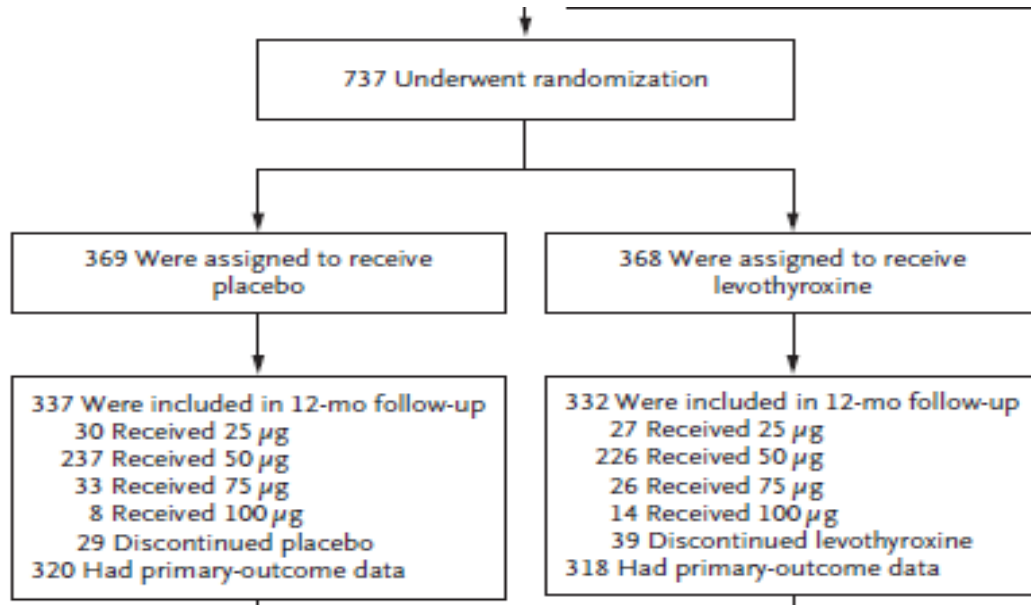 737 Underwent randomization
369 Were assigned to receive
placebo
368 Were assigned to receive
levothyroxine
337 Were included in 12-mo follow-up
30 Received 25 µg
237 Received 50 µg
33 Received 75 µg
8 Received 100 µg
29 Discontinued placebo
320 Had primary-outcome data
332 Were included in 12-mo follow-up
27 Received 25 µg
226 Received 50 µg
26 Received 75 µg
14 Received 100 µg
39 Discontinued levothyroxine
318 Had primary-outcome data